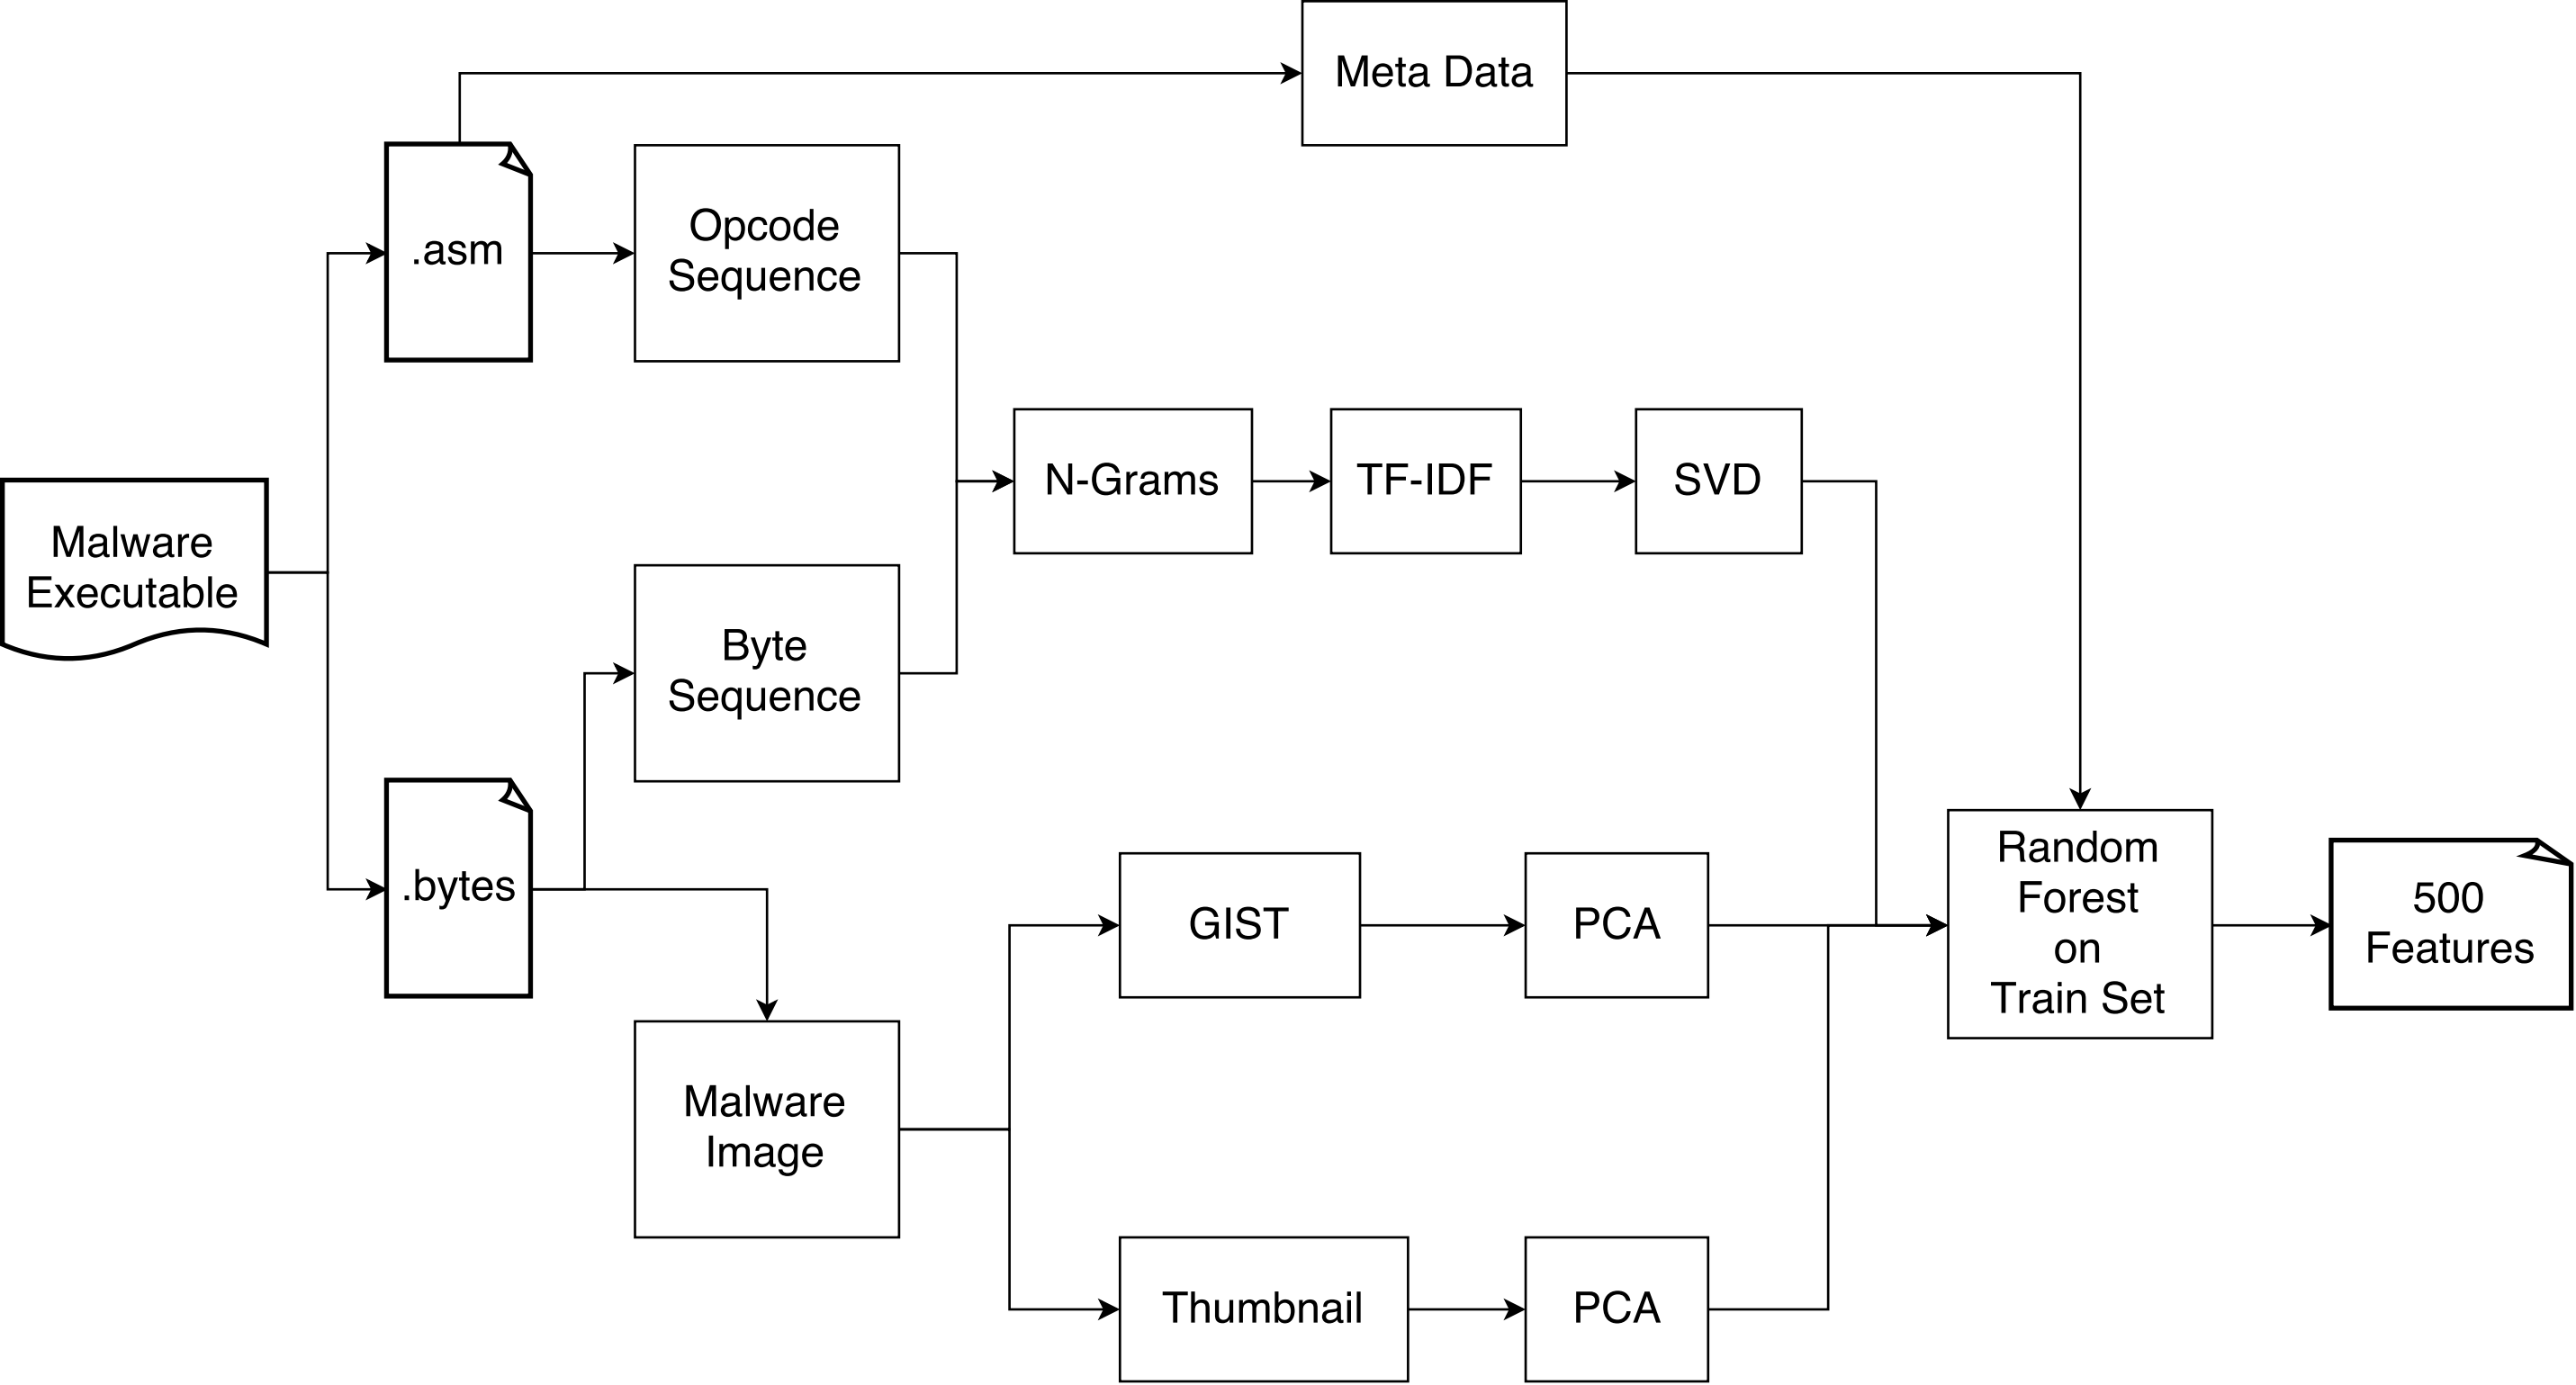 Meta Data
.asm
Opcode
Sequence
Malware
Executable
N-Grams
TF-IDF
SVD
Byte
Sequence
.bytes
GIST
PCA
Random
Forest
on
Train Set
500
Features
Malware
Image
Thumbnail
PCA